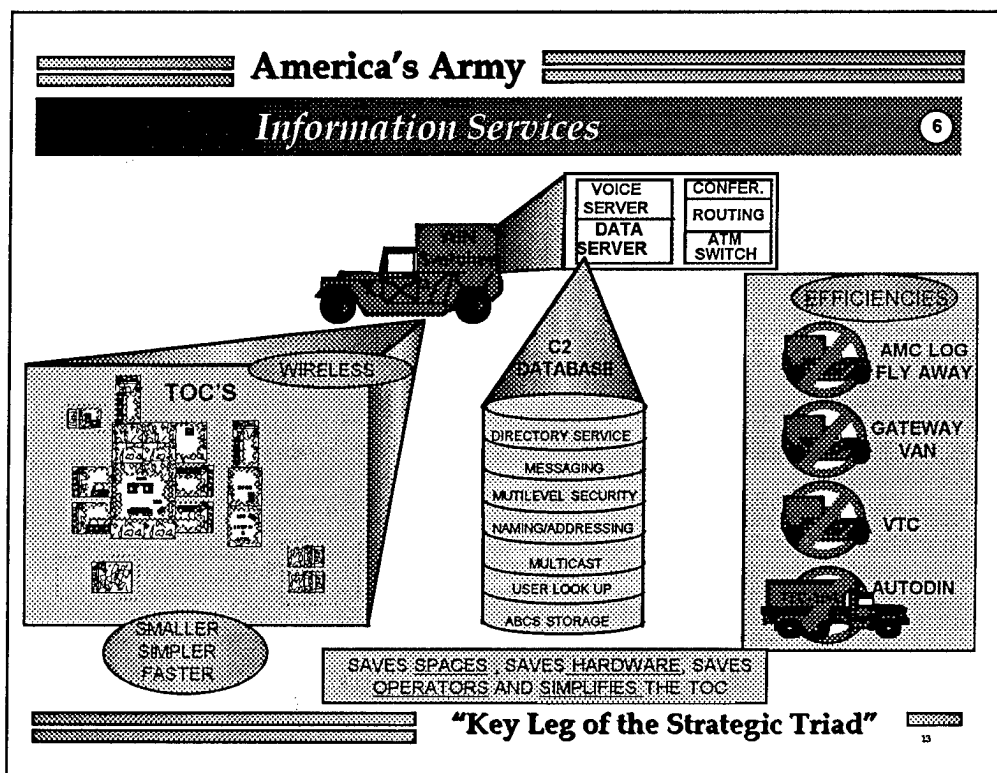 America's Army
Information Services
6
VOICE
SERVER
DATA
SERVER
CONFER.
ROUTING
ATM
SWITCH
WIRELESS
TOC'S
SMALLER
SIMPLER
FASTER
C2
DATABASE
DIRECTORY SERVICE
MESSAGING
MUTILEVEL SECURITY
NAMING/ADDRESSING
MULTICAST
USER LOOK UP
ABCS STORAGE
EFFICIENCIES
AMC LOG
FLY AWAY
GATEWAY
VAN
VTC
AUTODIN
SAVES SPACES , SAVES HARDWARE, SAVES
OPERATORS AND SIMPLIFIES THE TOC
"Key Leg of the Strategic Triad"
13